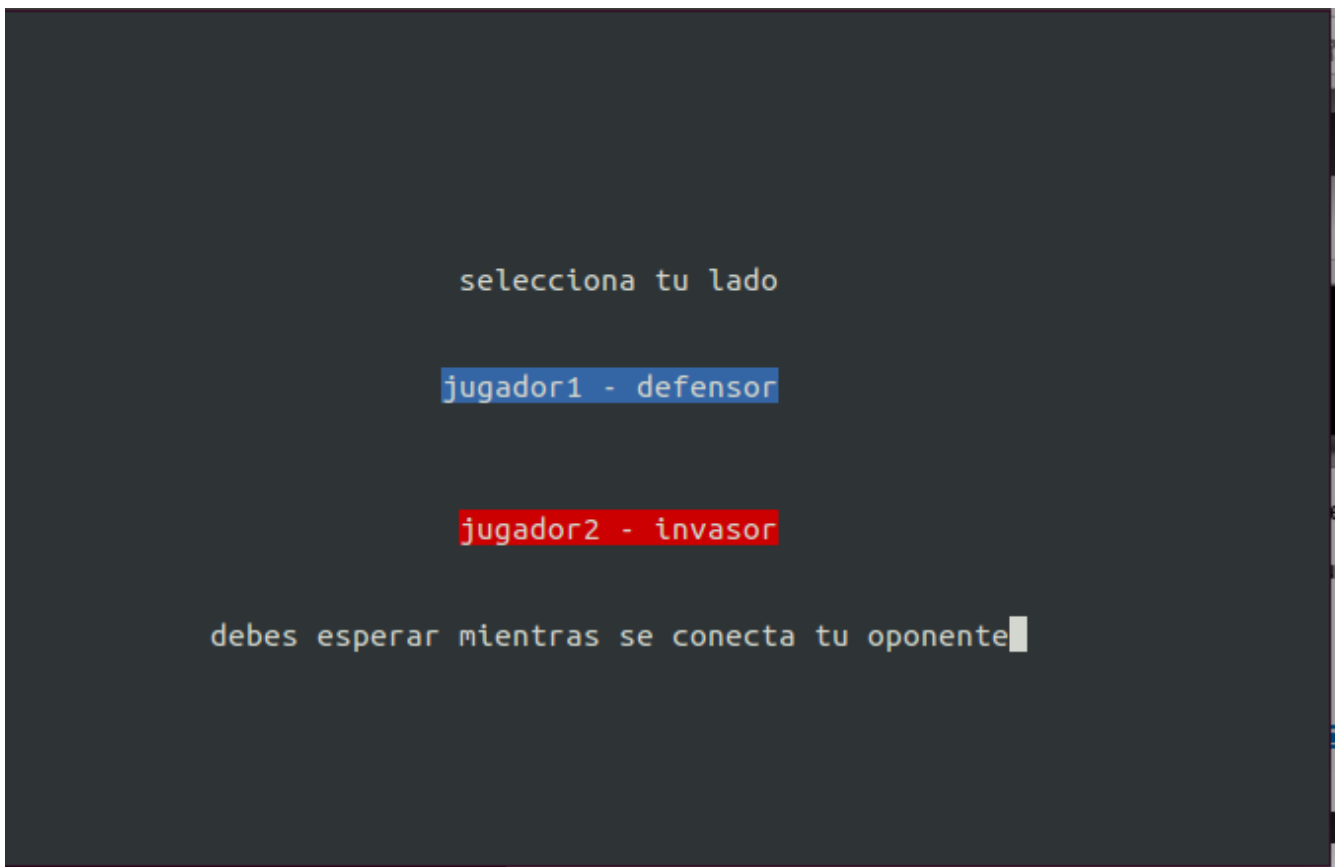 selecciona tu lado
jugador1 - defensor
jugador2 - invasor
debes esperar mientras se conecta tu oponente